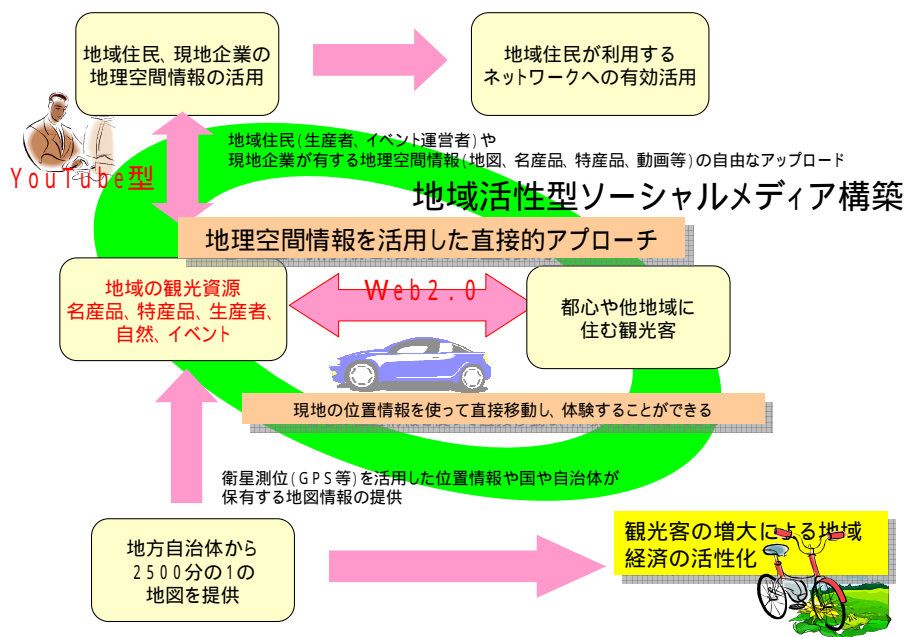 地域住民、現地企業の
地理空間情報の活用
地域住民が利用する
ネットワークへの有効活用
地域住民(生産者、イベント運営者)や
現地企業が有する地理空間情報(地図、名産品、特産品、動画等)の自由なアップロード
YouTube型
地域活性型ソーシャルメディア構築
地理空間情報を活用した直接的アプローチ
地域の観光資源
名産品、特産品、生産者、
自然、イベント
Web2.0
都心や他地域に
住む観光客
現地の位置情報を使って直接移動し、体験することができる
衛星測位(GPS等)を活用した位置情報や国や自治体が
保有する地図情報の提供
地方自治体から
2500分の1の
地図を提供
観光客の増大による地域
経済の活性化